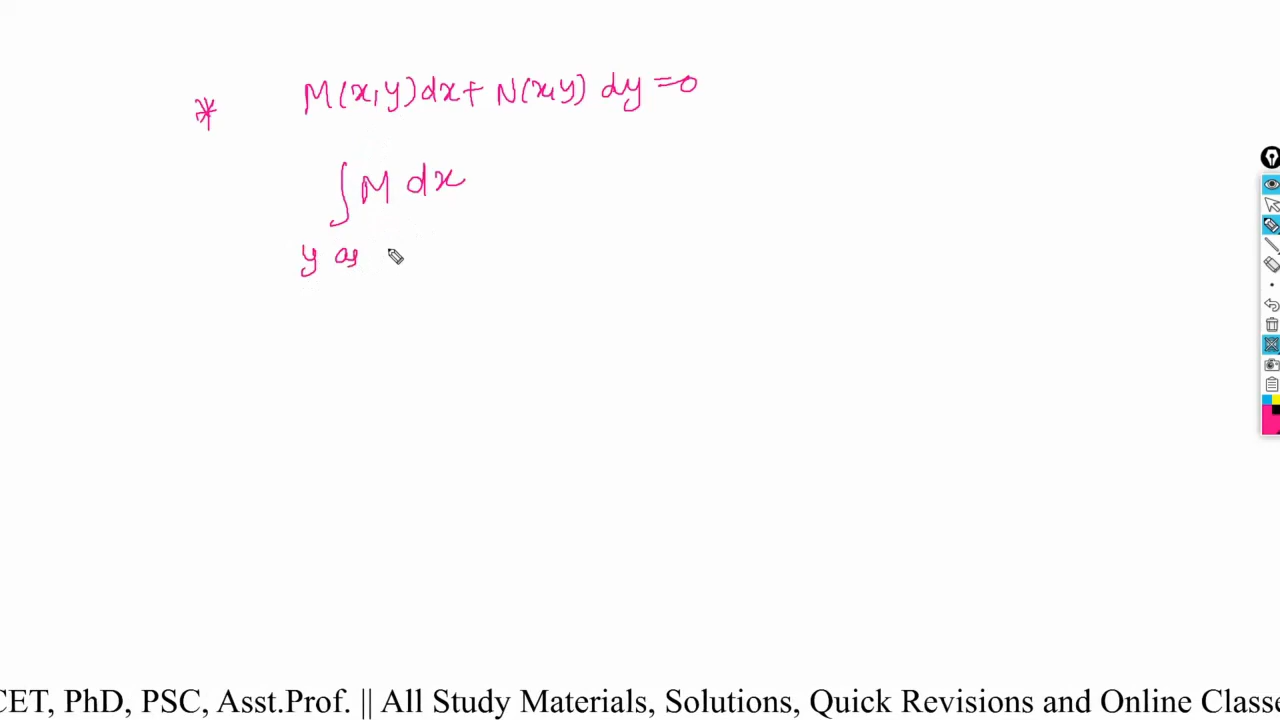 * M(x,y)dx+ N(x,y) dy=0
∫M dx
y as
CET, PhD, PSC, Asst.Prof. || All Study Materials, Solutions, Quick Revisions and Online Classe